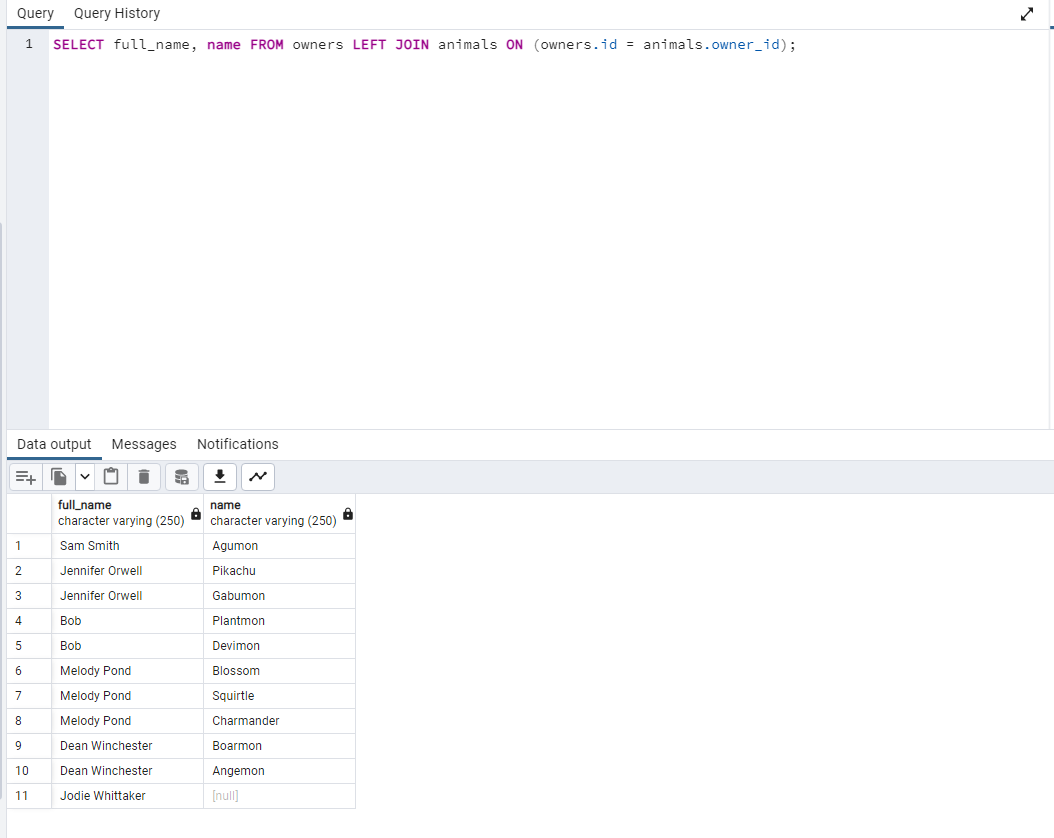 Query Query History
1 SELECT full_name, name FROM owners LEFT JOIN animals ON (owners.id = animals.owner_id);
Data output Messages Notifications
full_name name
character varying (250) character varying (250)
1 Sam Smith Agumon
2 Jennifer Orwell Pikachu
3 Jennifer Orwell Gabumon
4 Bob Plantmon
5 Bob Devimon
6 Melody Pond Blossom
7 Melody Pond Squirtle
8 Melody Pond Charmander
9 Dean Winchester Boarmon
10 Dean Winchester Angemon
11 Jodie Whittaker [null]